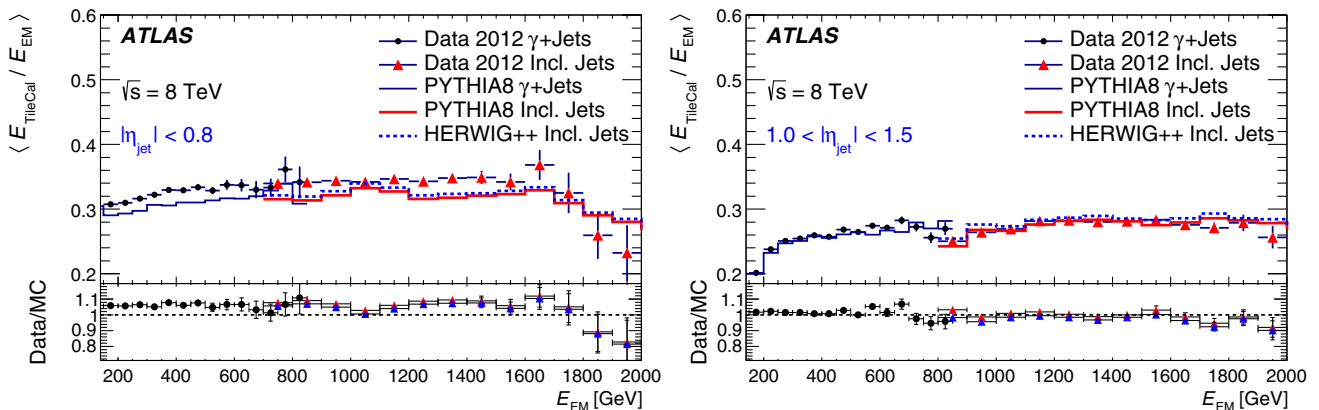 ⟨ E_TileCal / E_EM ⟩
0.6
0.5
0.4
0.3
0.2
ATLAS
√s = 8 TeV
|η_jet| < 0.8
Data 2012 γ+Jets
Data 2012 Incl. Jets
PYTHIA8 γ+Jets
PYTHIA8 Incl. Jets
HERWIG++ Incl. Jets
Data/MC
1.1
1
0.9
0.8
200 400 600 800 1000 1200 1400 1600 1800 2000
E_EM [GeV]
⟨ E_TileCal / E_EM ⟩
0.6
0.5
0.4
0.3
0.2
ATLAS
√s = 8 TeV
1.0 < |η_jet| < 1.5
Data 2012 γ+Jets
Data 2012 Incl. Jets
PYTHIA8 γ+Jets
PYTHIA8 Incl. Jets
HERWIG++ Incl. Jets
Data/MC
1.1
1
0.9
0.8
200 400 600 800 1000 1200 1400 1600 1800 2000
E_EM [GeV]